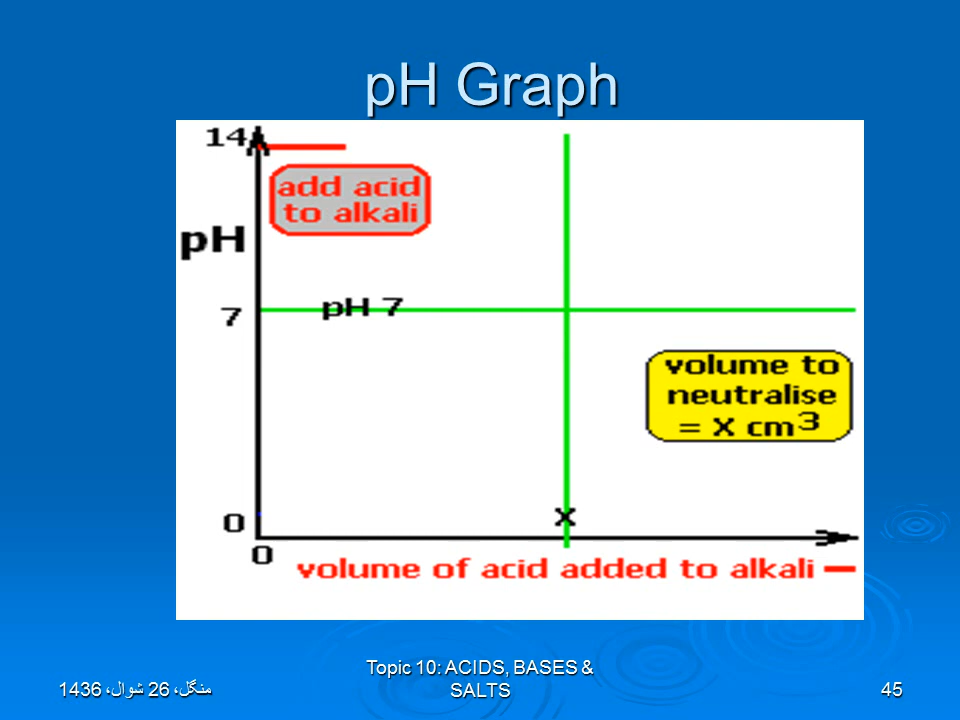 pH Graph
14
add acid
to alkali
pH
pH 7
7
volume to
neutralise
= X cm³
0
x
0
volume of acid added to alkali
منگل، 26 شوال، 1436
Topic 10: ACIDS, BASES &
SALTS
45